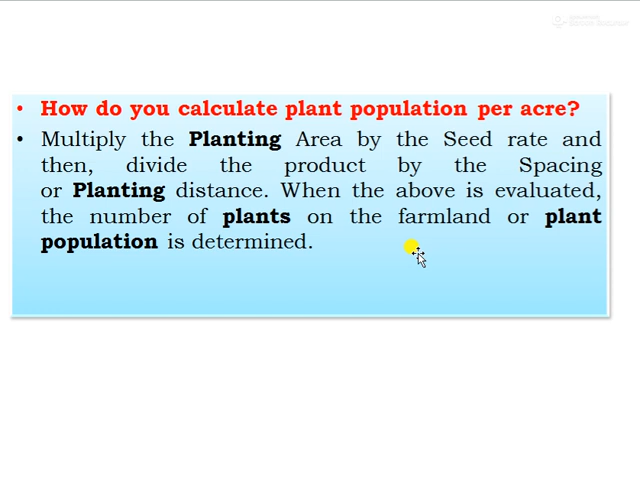 • How do you calculate plant population per acre?
• Multiply the Planting Area by the Seed rate and
then, divide the product by the Spacing
or Planting distance. When the above is evaluated,
the number of plants on the farmland or plant
population is determined.